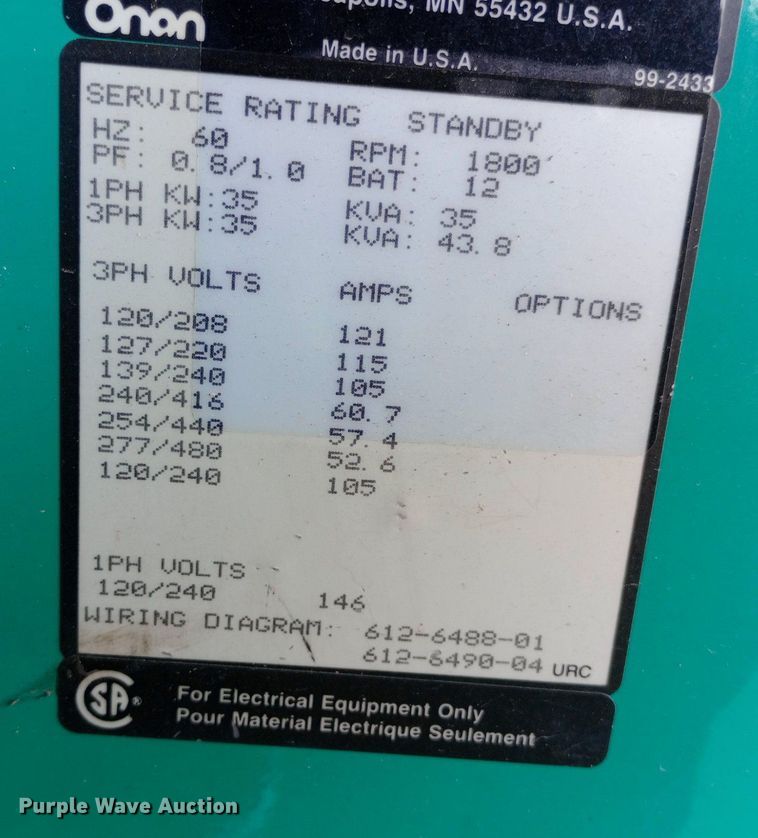 MN 55432 U.S.A.
Onan
Made in U.S.A.
99-2433
SERVICE RATING STANDBY
HZ: 60 RPM: 1800
PF: 0.8/1.0 BAT: 12
1PH KW:35 KVA: 35
3PH KW:35 KVA: 43.8
3PH VOLTS AMPS OPTIONS
120/208 121
127/220 115
139/240 105
240/416 60.7
254/440 57.4
277/480 52.6
120/240 105
1PH VOLTS
120/240 146
WIRING DIAGRAM: 612-6488-01
612-6490-04 URC
SA®
For Electrical Equipment Only
Pour Material Electrique Seulement
Purple Wave Auction